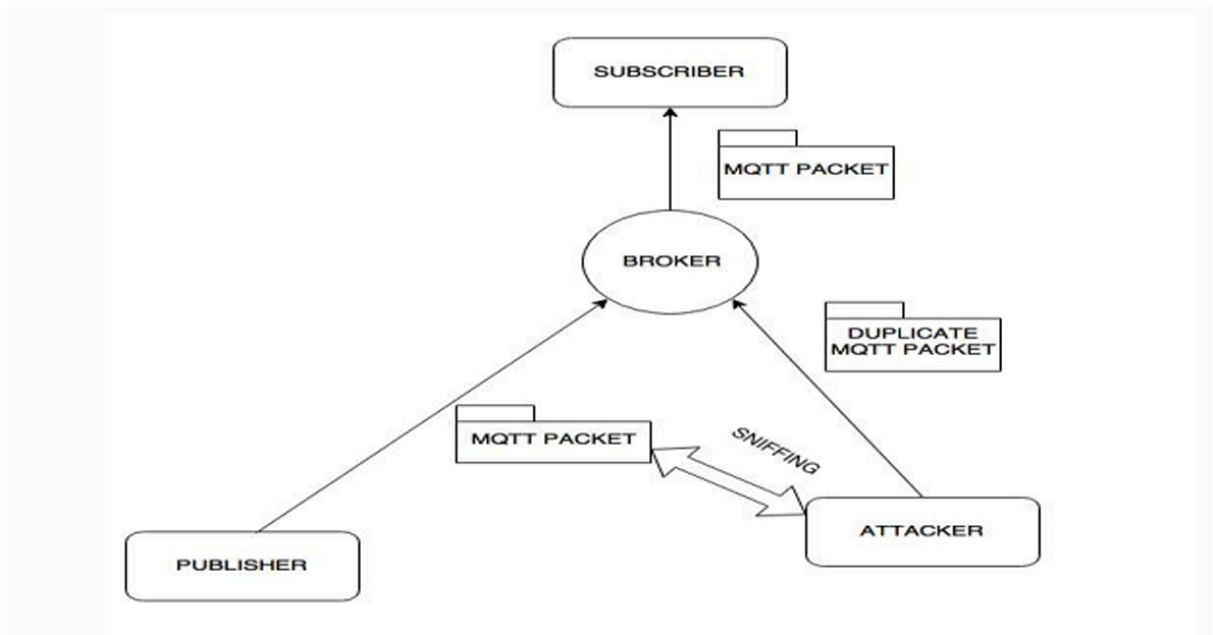 SUBSCRIBER
MQTT PACKET
BROKER
DUPLICATE
MQTT PACKET
MQTT PACKET
SNIFFING
ATTACKER
PUBLISHER